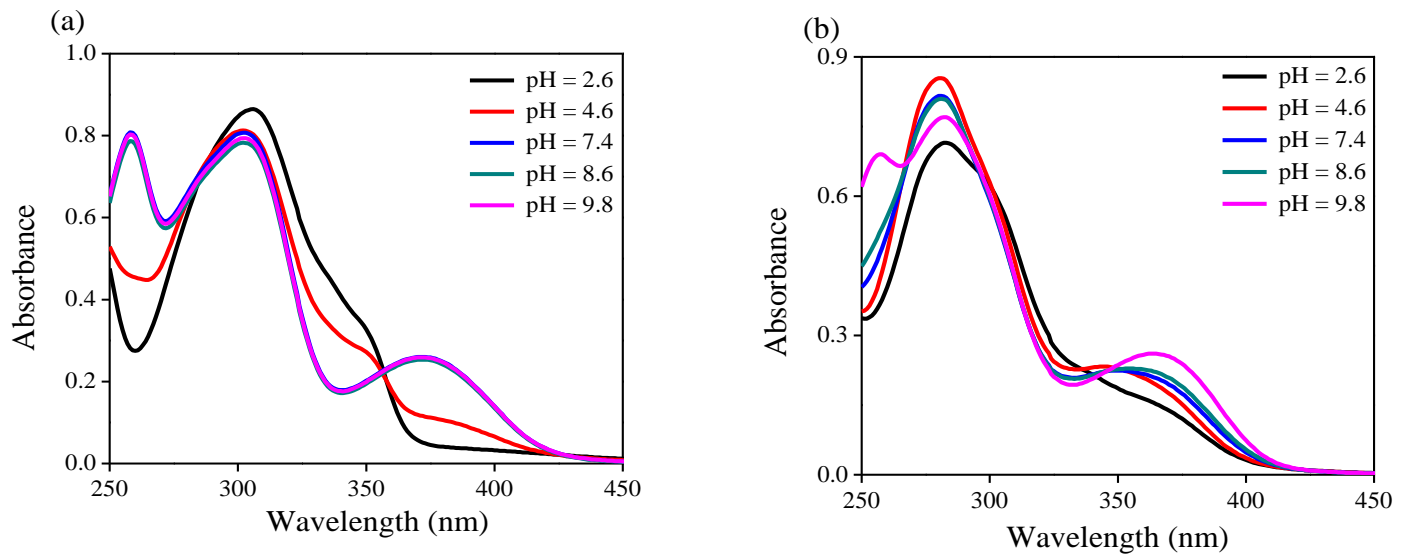 (a)
1.0
0.8
0.6
0.4
0.2
0.0
Absorbance
pH = 2.6
pH = 4.6
pH = 7.4
pH = 8.6
pH = 9.8
250 300 350 400 450
Wavelength (nm)
(b)
0.9
0.6
0.3
0.0
Absorbance
pH = 2.6
pH = 4.6
pH = 7.4
pH = 8.6
pH = 9.8
250 300 350 400 450
Wavelength (nm)